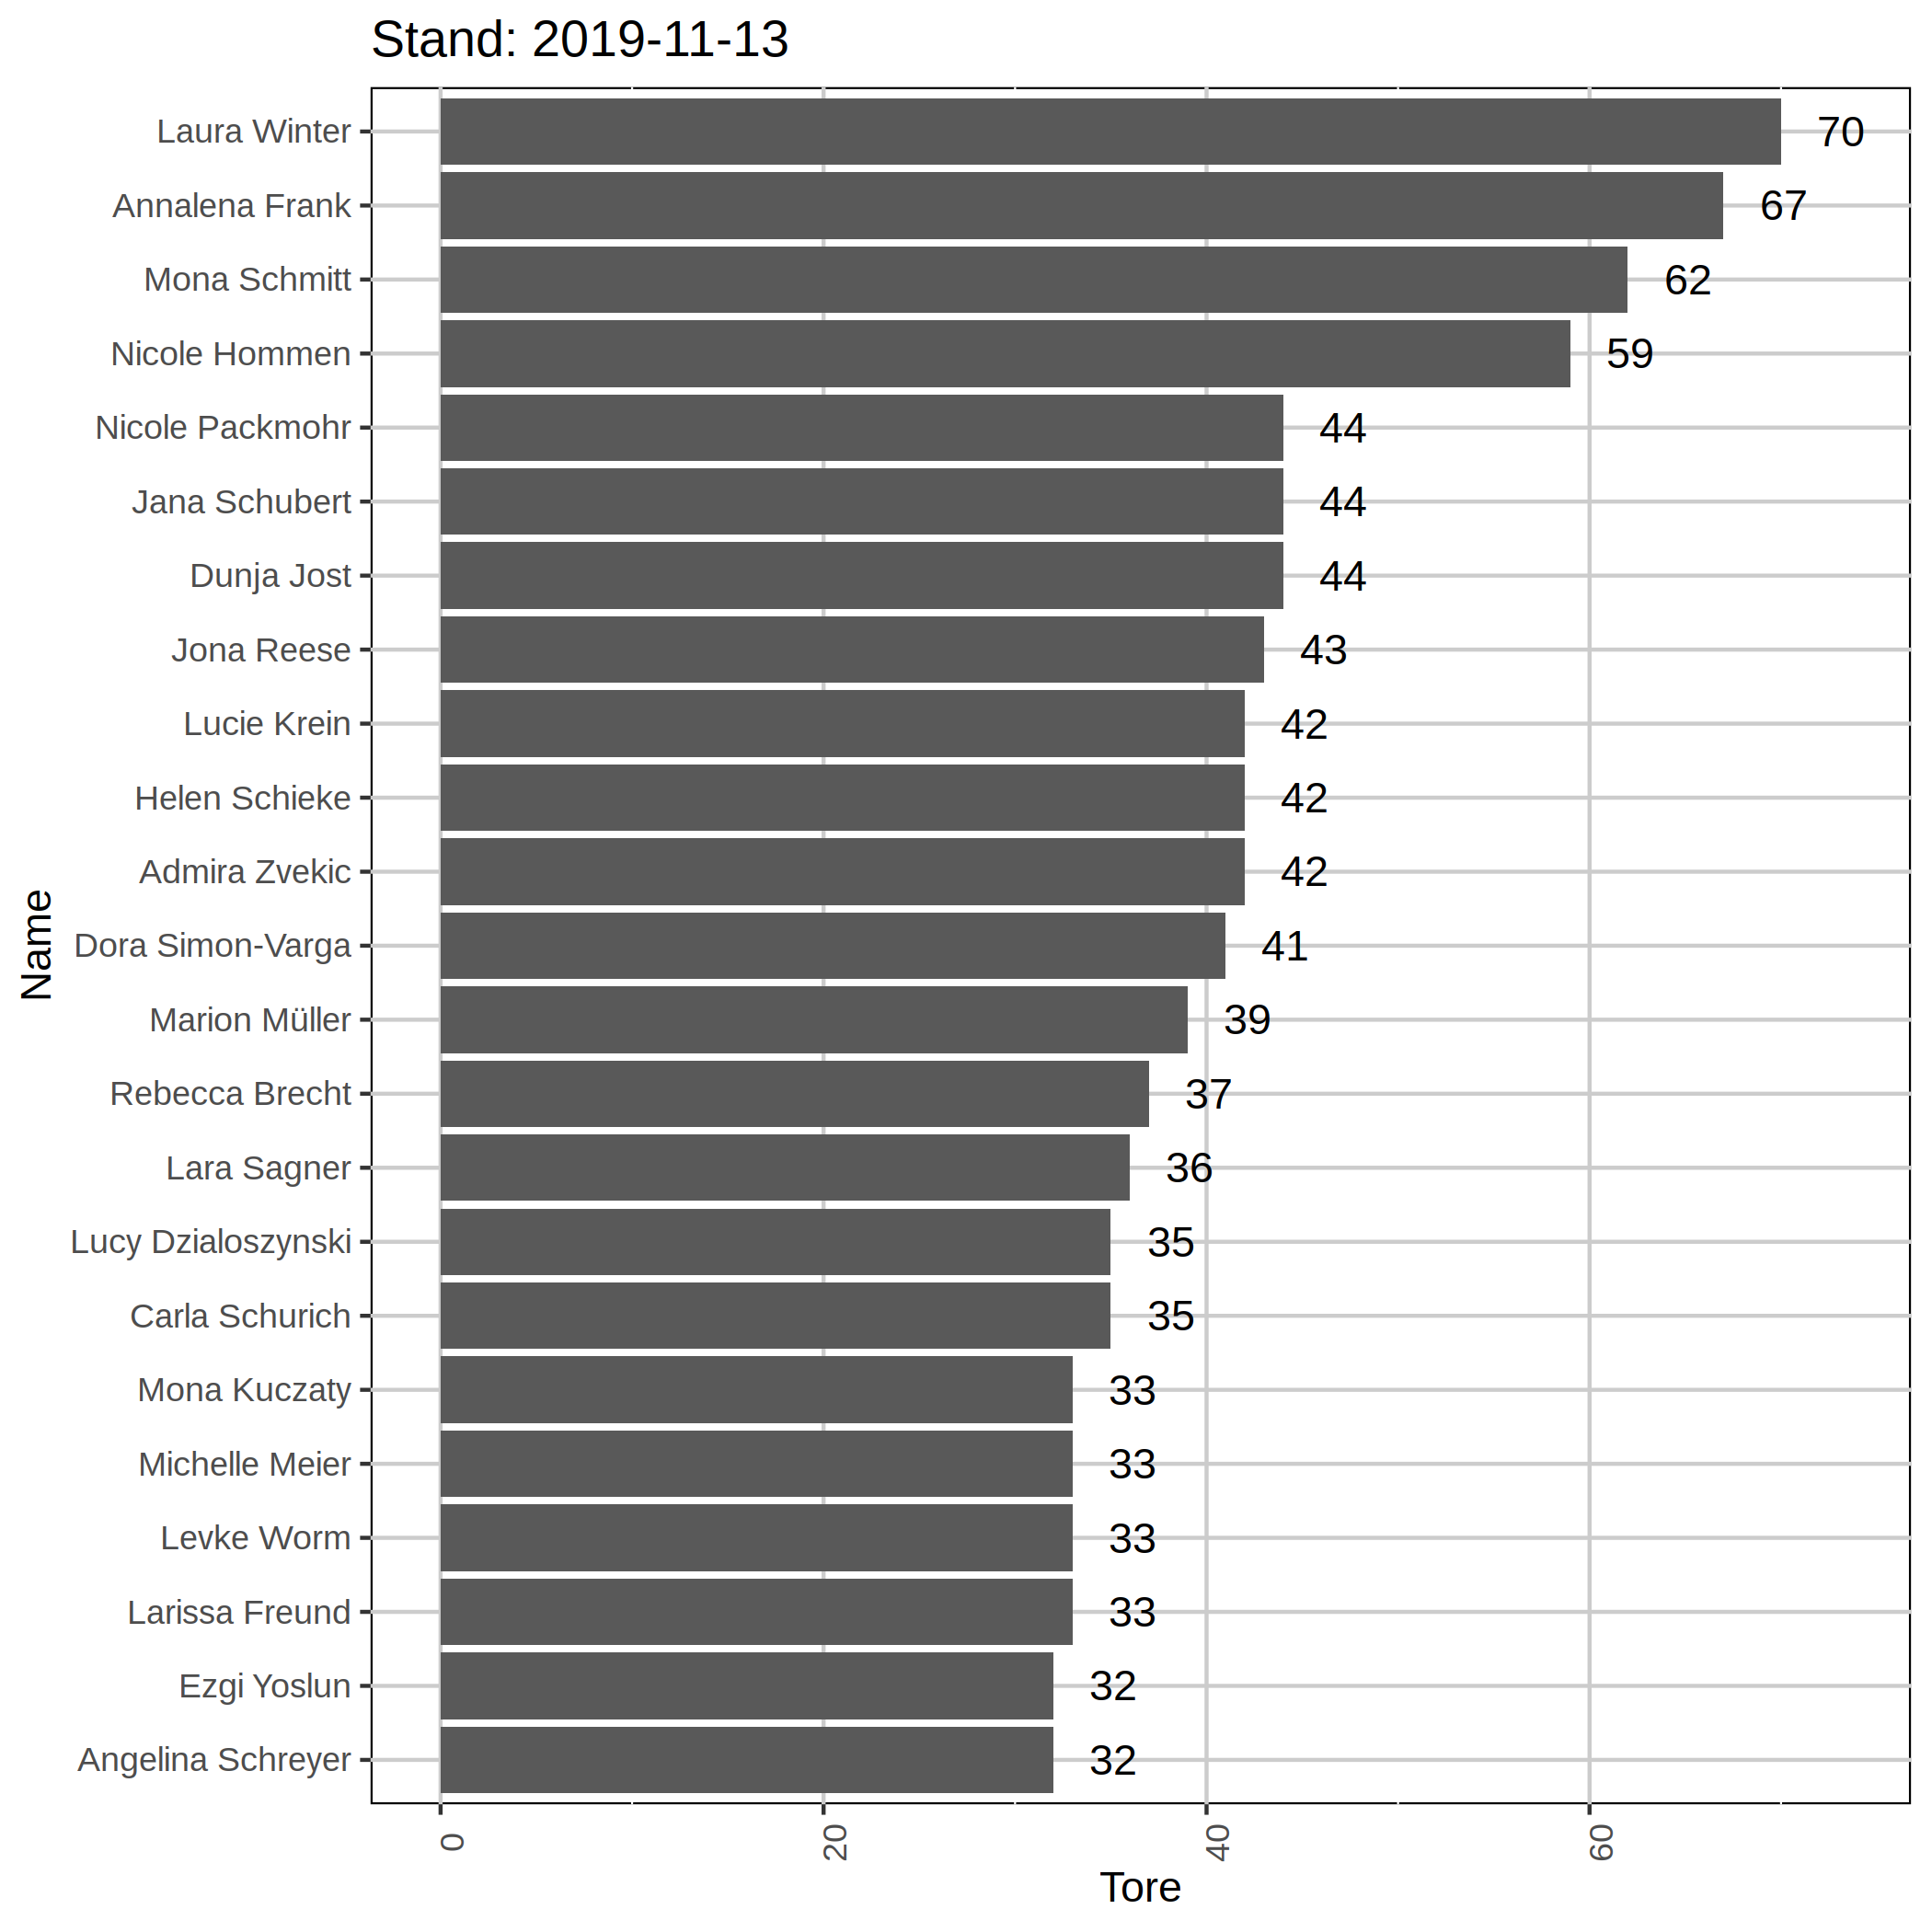 Stand: 2019-11-13
Laura Winter 70
Annalena Frank 67
Mona Schmitt 62
Nicole Hommen 59
Nicole Packmohr 44
Jana Schubert 44
Dunja Jost 44
Jona Reese 43
Lucie Krein 42
Helen Schieke 42
Admira Zvekic 42
Dora Simon-Varga 41
Marion Müller 39
Rebecca Brecht 37
Lara Sagner 36
Lucy Dzialoszynski 35
Carla Schurich 35
Mona Kuczaty 33
Michelle Meier 33
Levke Worm 33
Larissa Freund 33
Ezgi Yoslun 32
Angelina Schreyer 32
Name
0 20 40 60
Tore